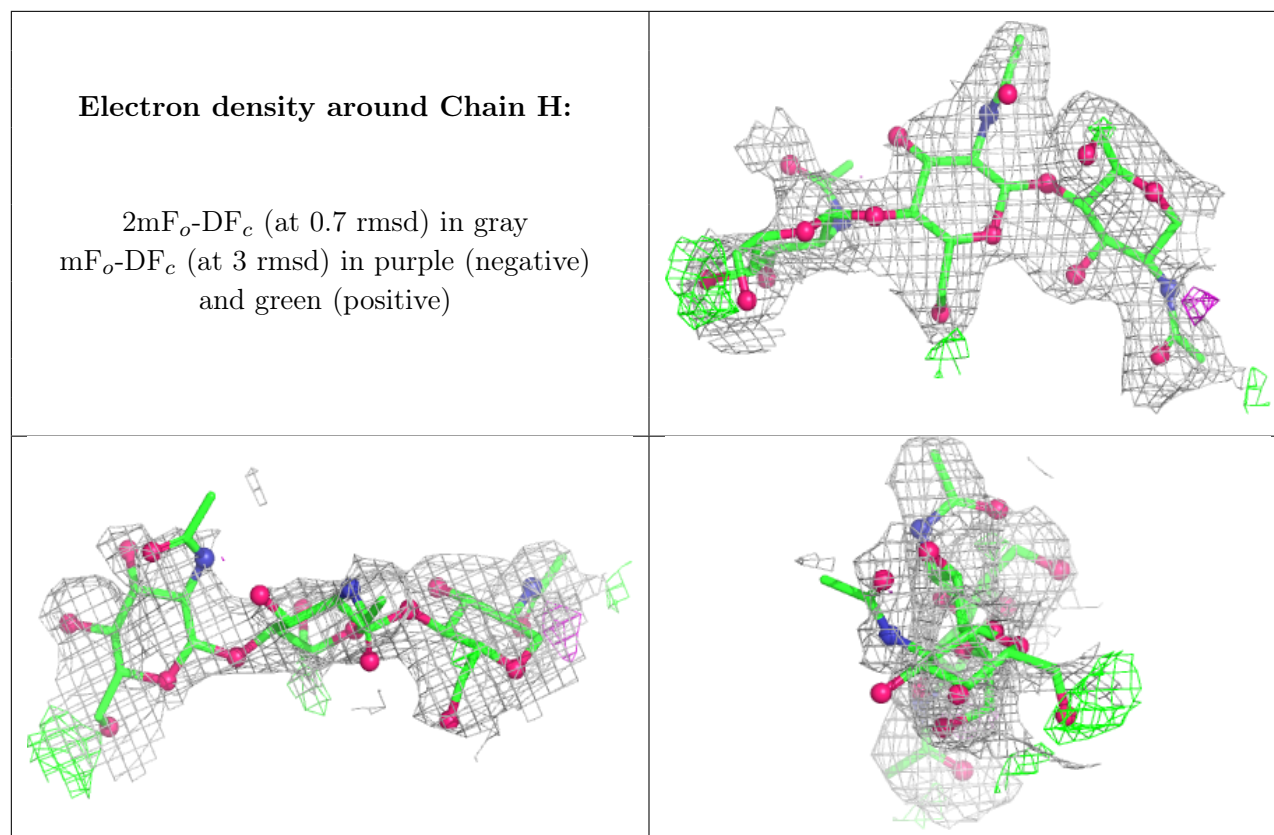 Electron density around Chain H:
2mFₒ-DF𝒸 (at 0.7 rmsd) in gray
mFₒ-DF𝒸 (at 3 rmsd) in purple (negative)
and green (positive)